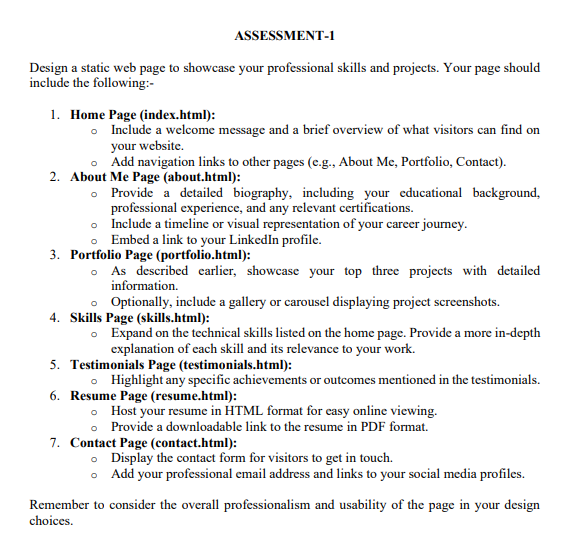 ASSESSMENT-1
Design a static web page to showcase your professional skills and projects. Your page should
include the following:-
1. Home Page (index.html):
o Include a welcome message and a brief overview of what visitors can find on
your website.
o Add navigation links to other pages (e.g., About Me, Portfolio, Contact).
2. About Me Page (about.html):
o Provide a detailed biography, including your educational background,
professional experience, and any relevant certifications.
o Include a timeline or visual representation of your career journey.
o Embed a link to your LinkedIn profile.
3. Portfolio Page (portfolio.html):
o As described earlier, showcase your top three projects with detailed
information.
o Optionally, include a gallery or carousel displaying project screenshots.
4. Skills Page (skills.html):
o Expand on the technical skills listed on the home page. Provide a more in-depth
explanation of each skill and its relevance to your work.
5. Testimonials Page (testimonials.html):
o Highlight any specific achievements or outcomes mentioned in the testimonials.
6. Resume Page (resume.html):
o Host your resume in HTML format for easy online viewing.
o Provide a downloadable link to the resume in PDF format.
7. Contact Page (contact.html):
o Display the contact form for visitors to get in touch.
o Add your professional email address and links to your social media profiles.
Remember to consider the overall professionalism and usability of the page in your design
choices.